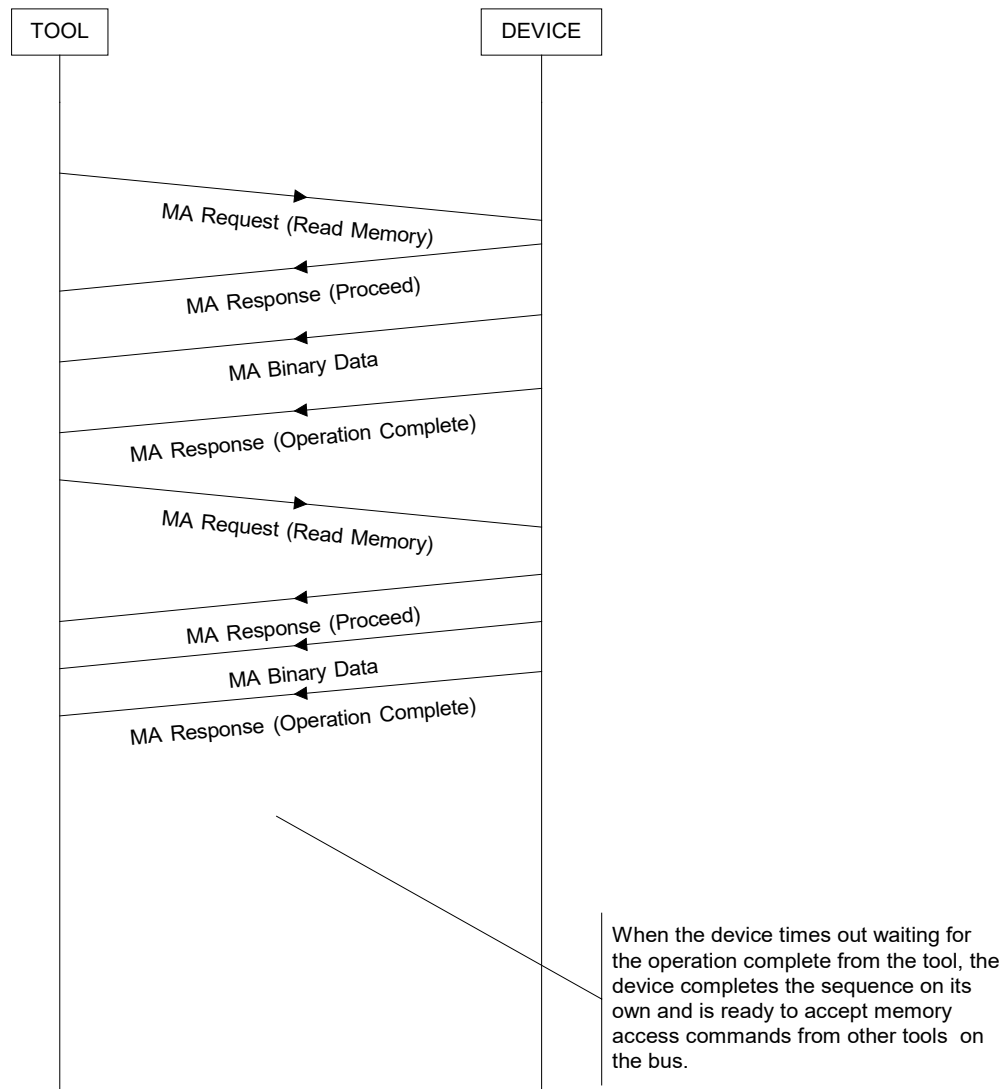 TOOL
DEVICE
MA Request (Read Memory)
MA Response (Proceed)
MA Binary Data
MA Response (Operation Complete)
MA Request (Read Memory)
MA Response (Proceed)
MA Binary Data
MA Response (Operation Complete)
When the device times out waiting for
the operation complete from the tool, the
device completes the sequence on its
own and is ready to accept memory
access commands from other tools on
the bus.